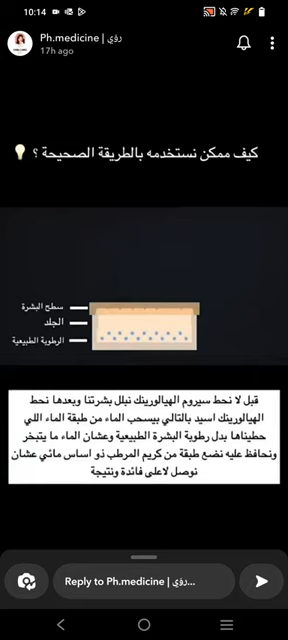 10:14
Ph.medicine | رؤي
17h ago
كيف ممكن نستخدمه بالطريقة الصحيحة ؟
سطح البشرة
الجلد
الرطوبة الطبيعية
قبل لا نحط سيروم الهيالورينك نبلل بشرتنا وبعدها نحط
الهيالورينك اسيد بالتالي بيسحب الماء من طبقة الماء اللي
حطيناها بدل رطوبة البشرة الطبيعية وعشان الماء ما يتبخر
ونحافظ عليه نضع طبقة من كريم المرطب ذو اساس مائي عشان
نوصل لاعلى فائدة ونتيجة
Reply to Ph.medicine | رؤي...